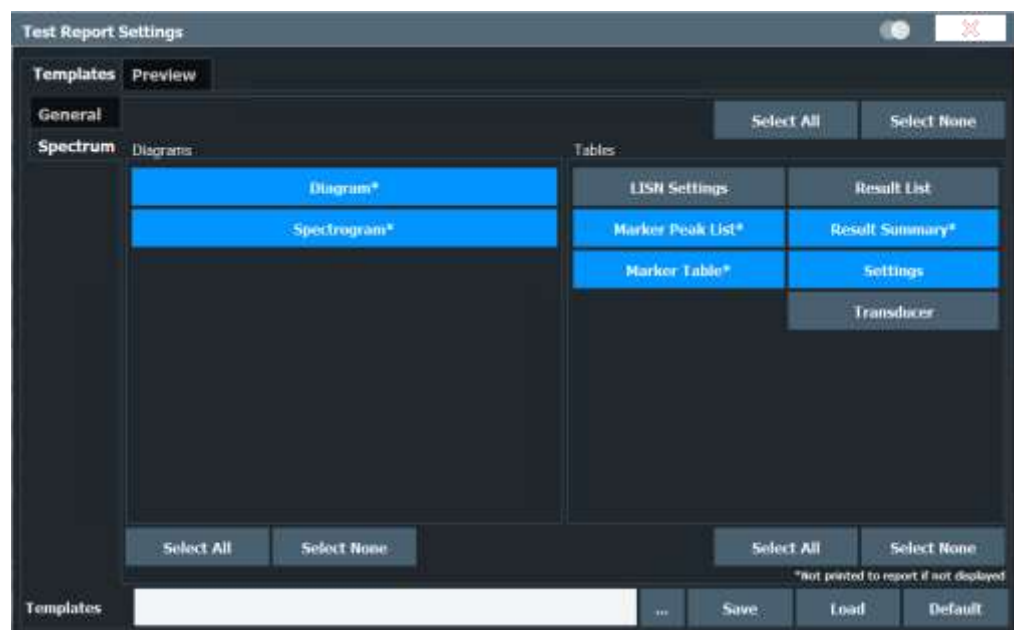 Test Report Settings
Templates Preview
General
Select All Select None
Spectrum Diagrams Tables
Diagram* LISN Settings Result List
Spectrogram* Marker Peak List* Result Summary*
Marker Table* Settings
Transducer
Select All Select None Select All Select None
*Not printed to report if not displayed
Templates ... Save Load Default